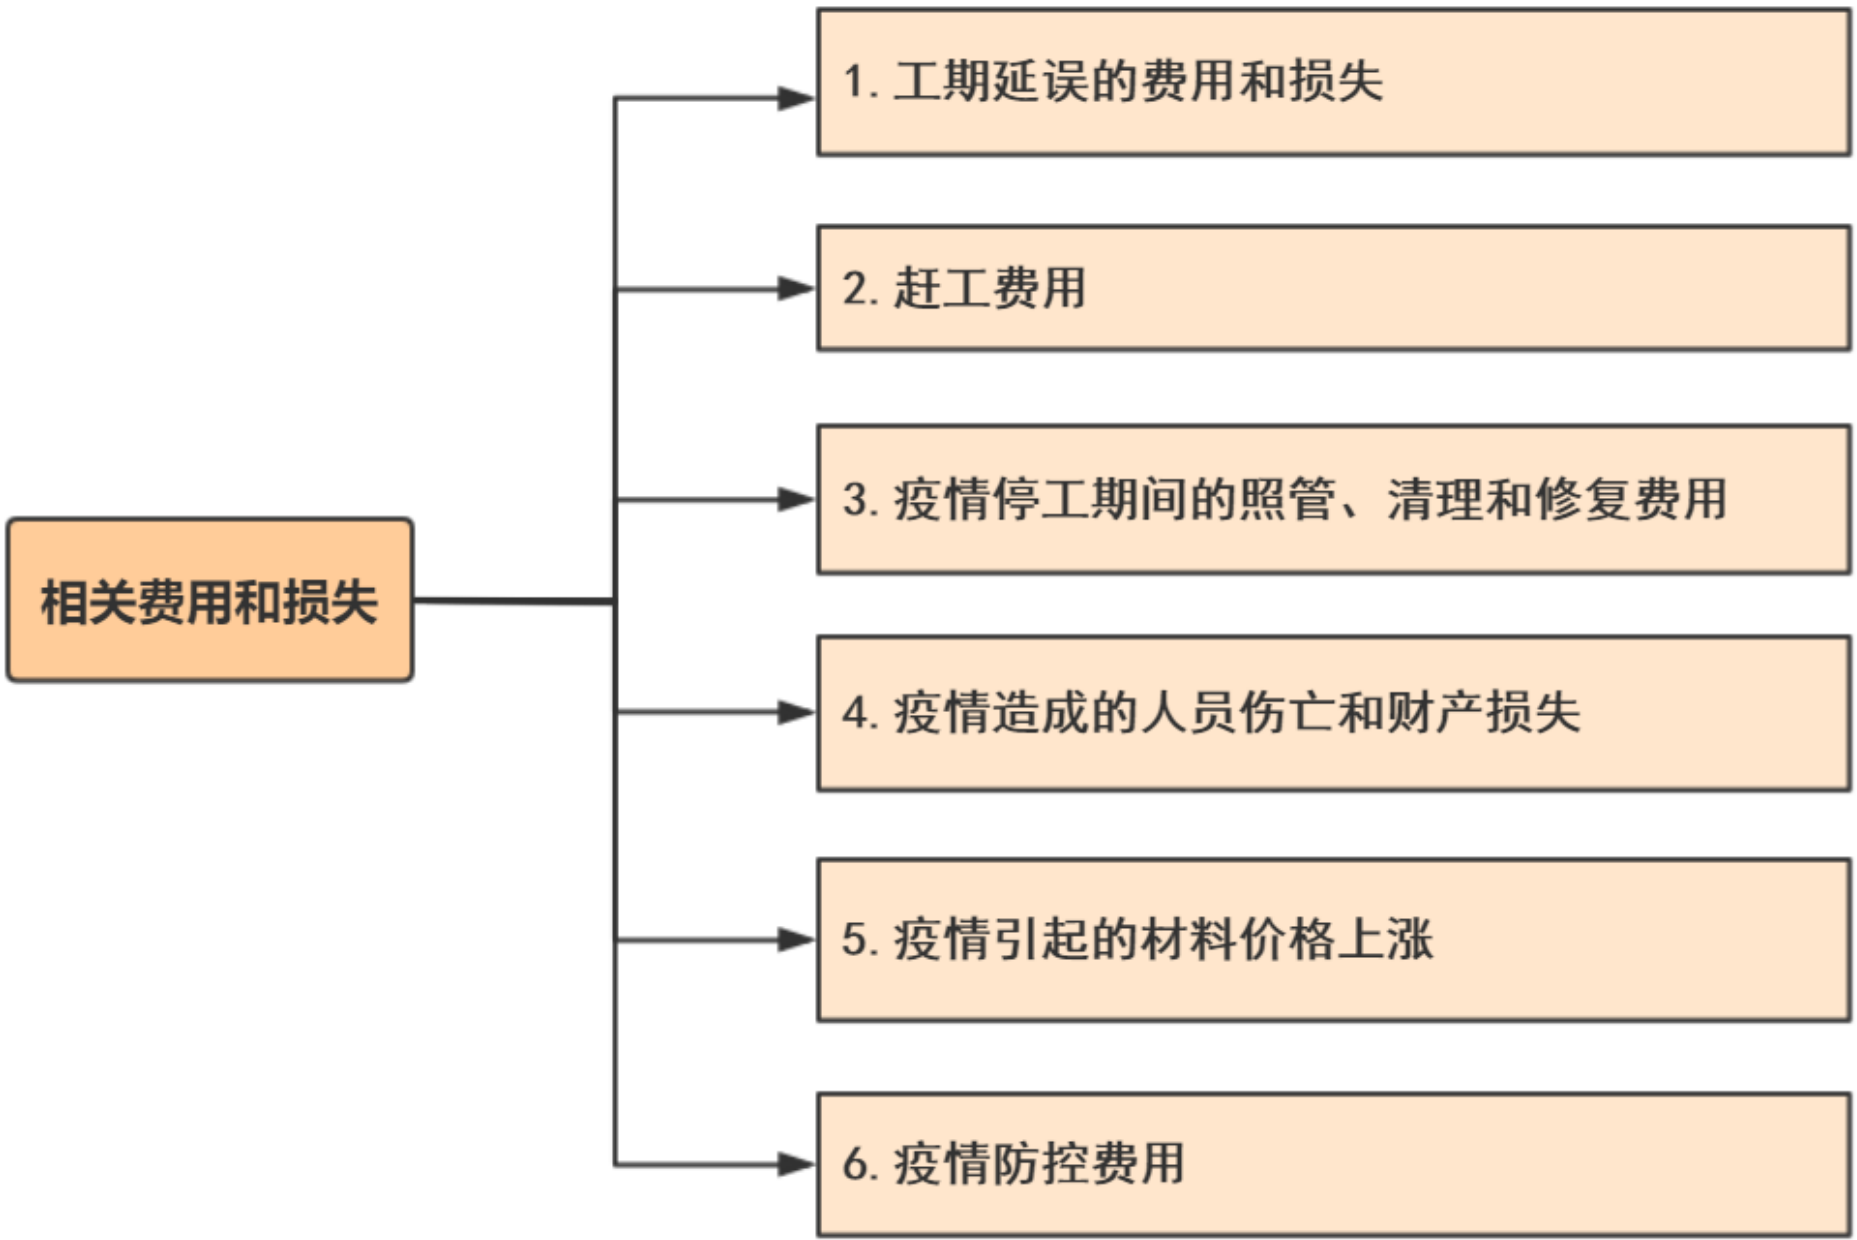 1. 工期延误的费用和损失
2. 赶工费用
3. 疫情停工期间的照管、清理和修复费用
相关费用和损失
4. 疫情造成的人员伤亡和财产损失
5. 疫情引起的材料价格上涨
6. 疫情防控费用